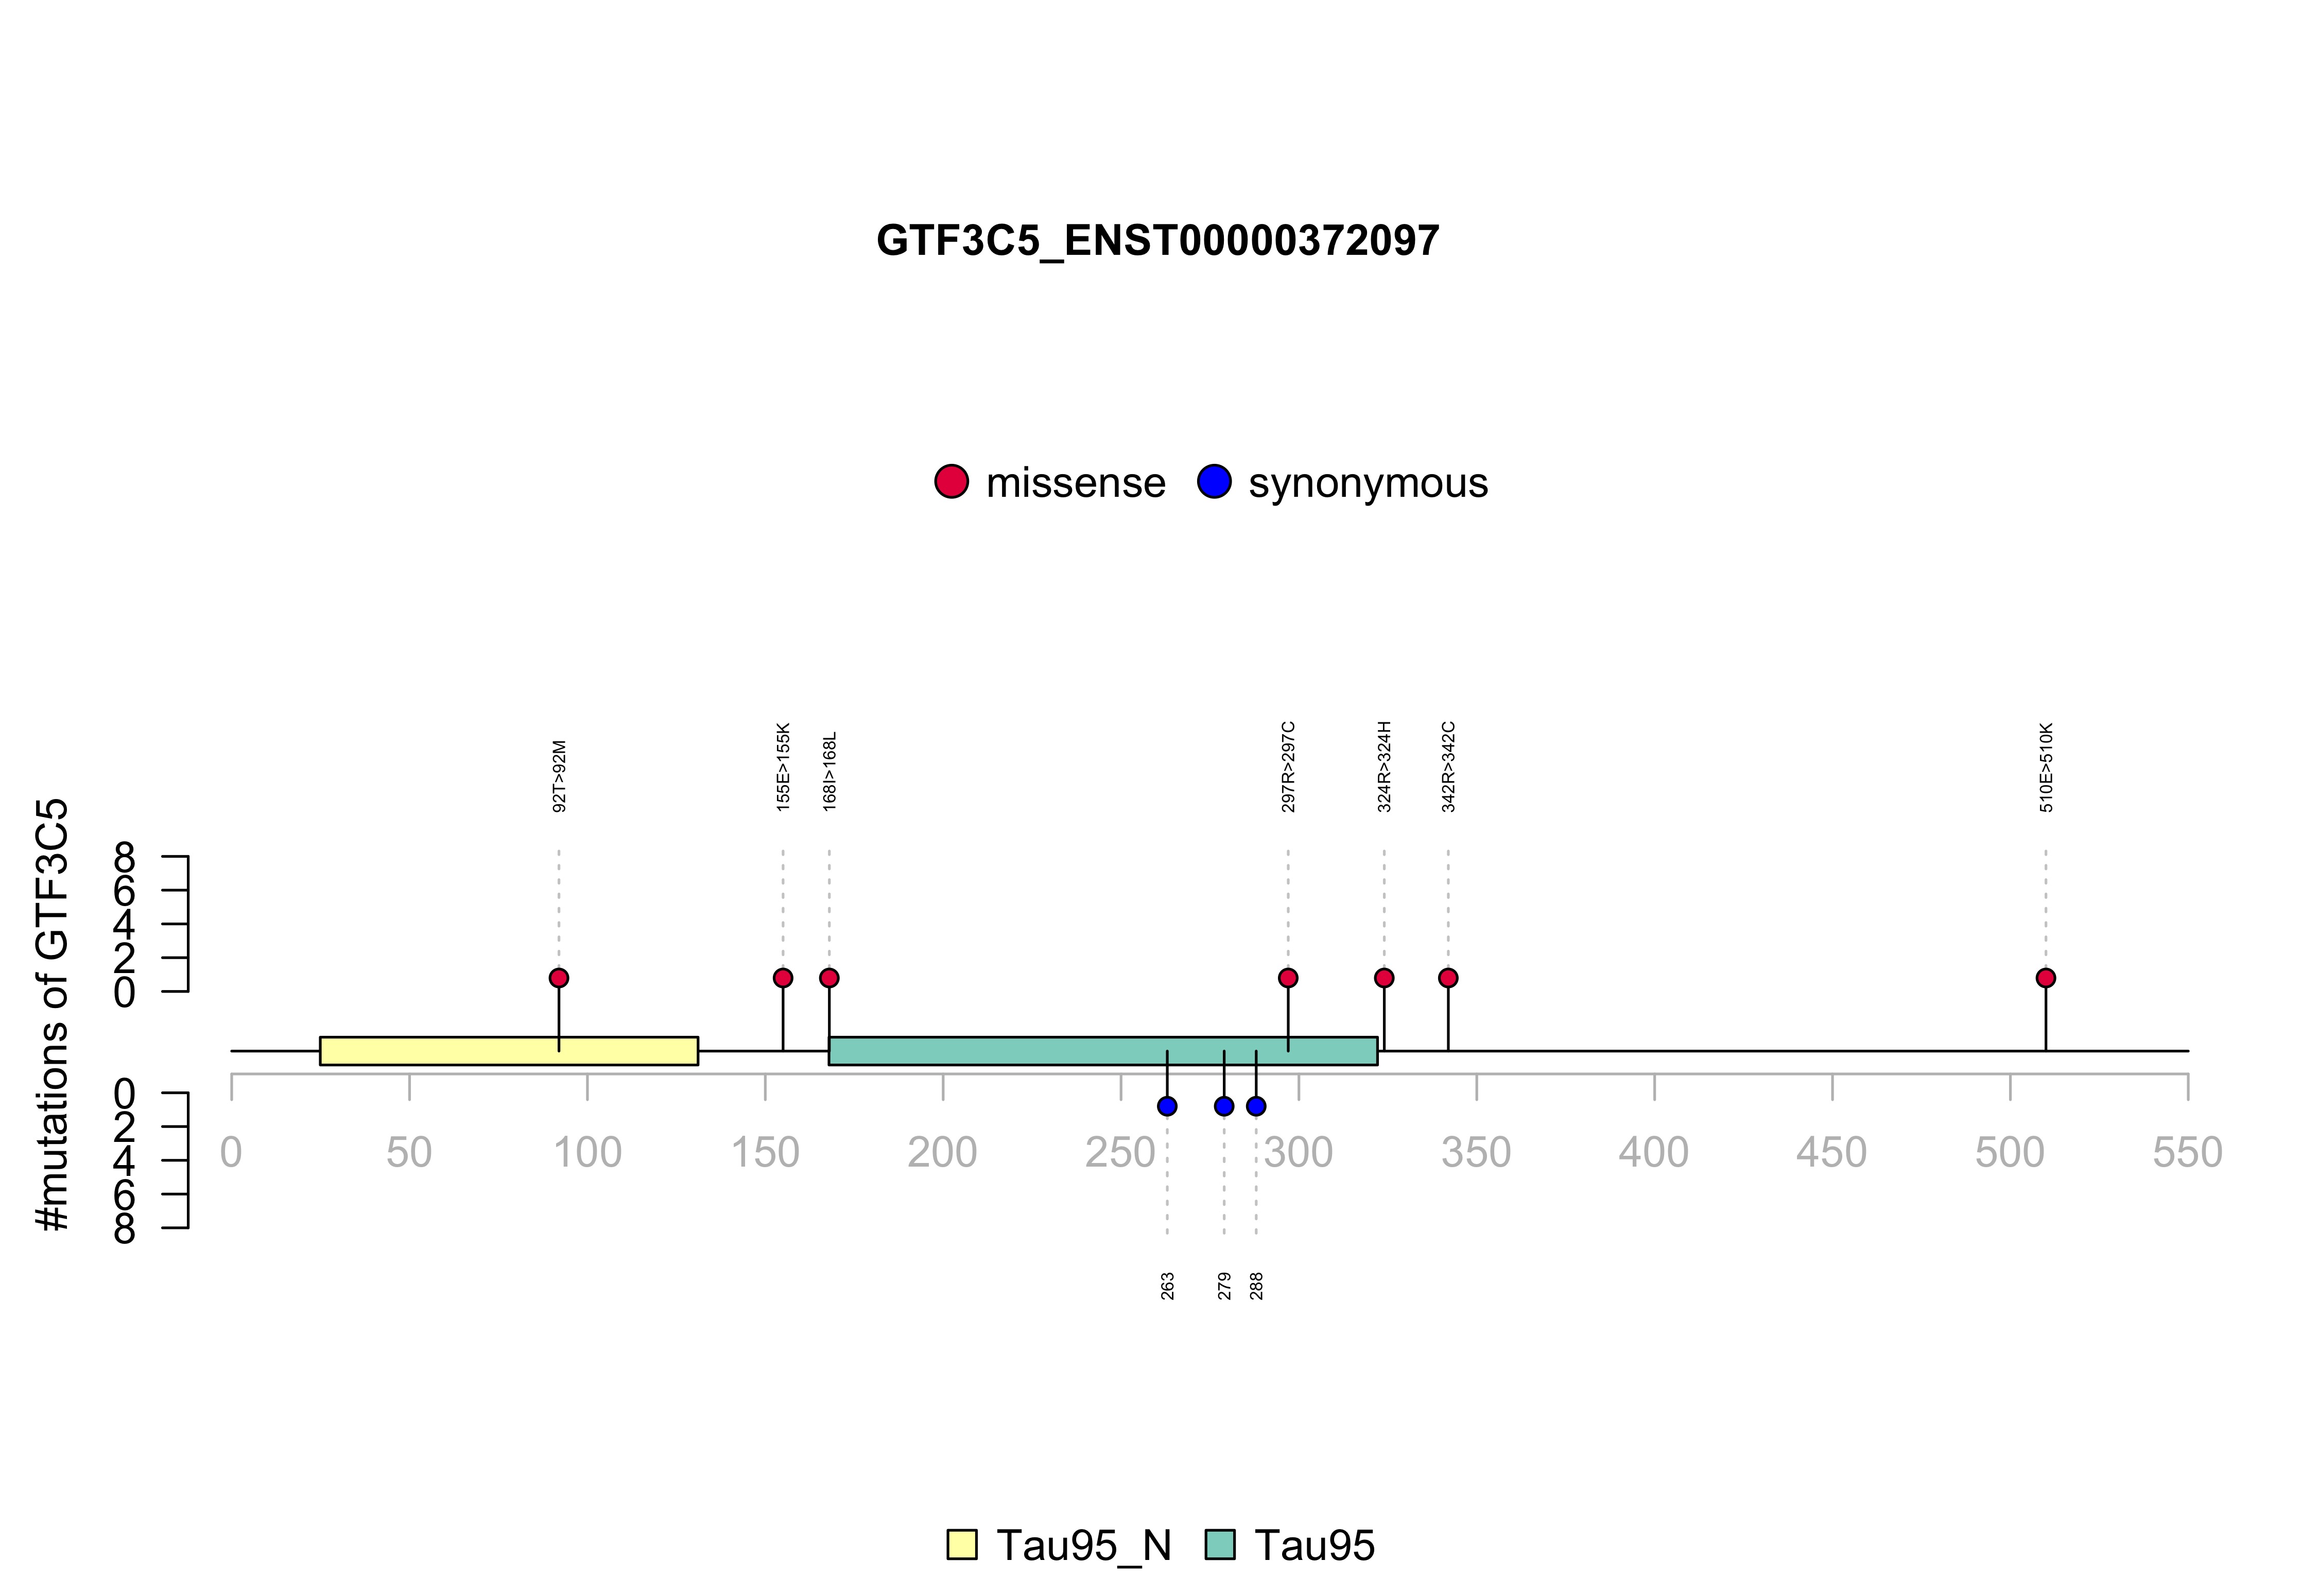 GTF3C5_ENST00000372097
missense synonymous
92T>92M 155E>155K 168I>168L 297R>297C 324R>324H 342R>342C 510E>510K
#mutations of GTF3C5
8
6
4
2
0
0
2
4
6
8
0 50 100 150 200 250 300 350 400 450 500 550
263 279 288
Tau95_N Tau95